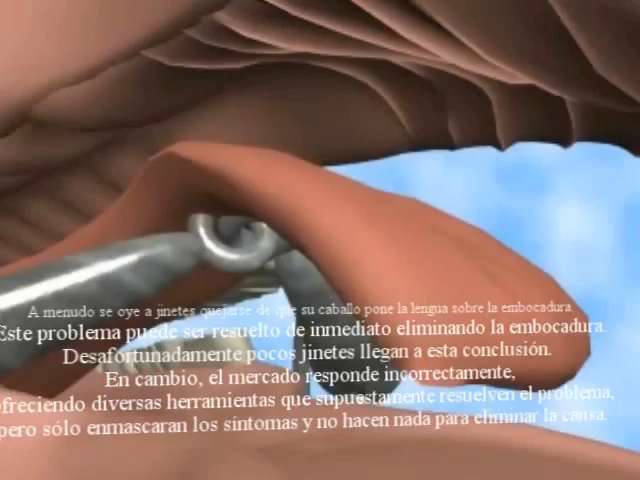 A menudo se oye a jinetes quejarse de que su caballo pone la lengua sobre la embocadura.
Este problema puede ser resuelto de inmediato eliminando la embocadura.
Desafortunadamente pocos jinetes llegan a esta conclusión.
En cambio, el mercado responde incorrectamente,
ofreciendo diversas herramientas que supuestamente resuelven el problema,
pero sólo enmascaran los síntomas y no hacen nada para eliminar la causa.